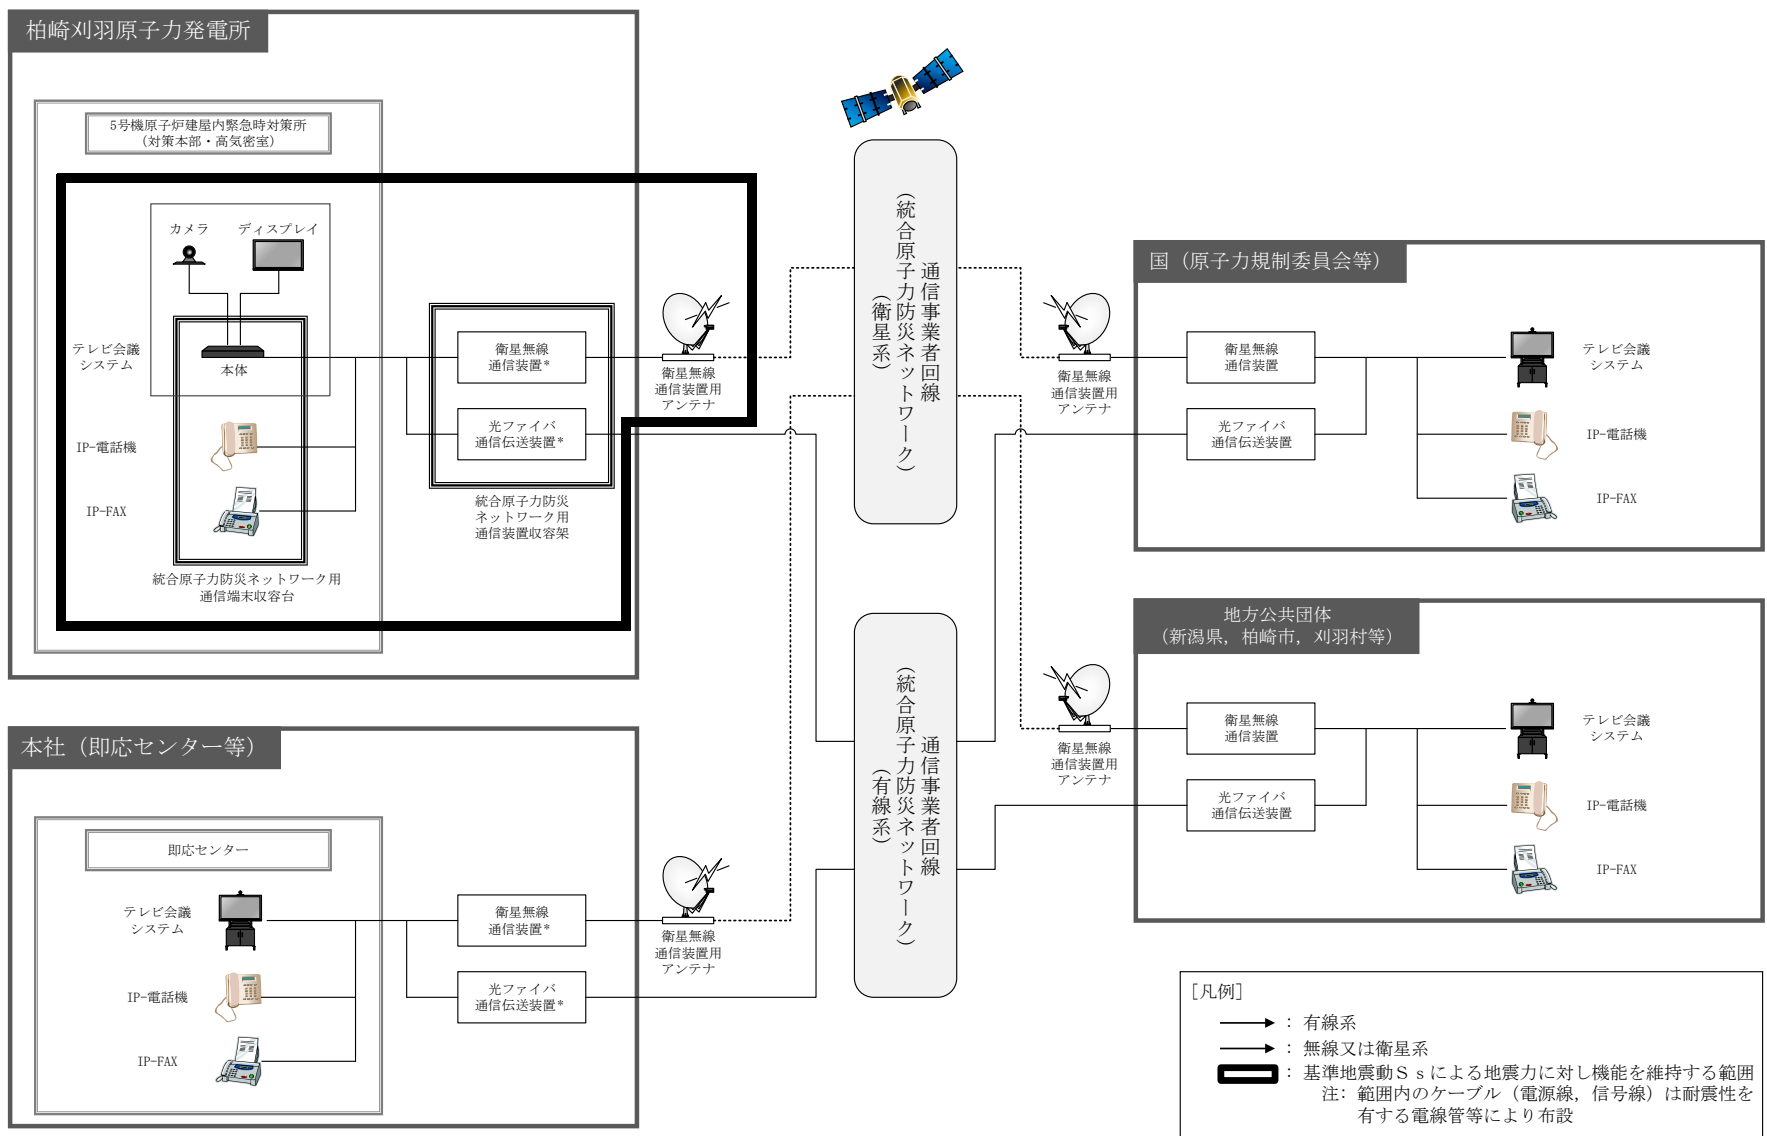 柏崎刈羽原子力発電所
5号機原子炉建屋内緊急時対策所
(対策本部・高気密室)
カメラ
ディスプレイ
テレビ会議
システム
本体
IP-電話機
IP-FAX
統合原子力防災ネットワーク用
通信端末収容台
衛星無線
通信装置*
光ファイバ
通信伝送装置*
統合原子力防災
ネットワーク用
通信装置収容架
衛星無線
通信装置用
アンテナ
通信事業者回線
(統合原子力防災ネットワーク)
(衛星系)
衛星無線
通信装置用
アンテナ
国（原子力規制委員会等）
衛星無線
通信装置
光ファイバ
通信伝送装置
テレビ会議
システム
IP-電話機
IP-FAX
本社（即応センター等）
即応センター
テレビ会議
システム
IP-電話機
IP-FAX
衛星無線
通信装置*
光ファイバ
通信伝送装置*
衛星無線
通信装置用
アンテナ
通信事業者回線
(統合原子力防災ネットワーク)
(有線系)
衛星無線
通信装置用
アンテナ
地方公共団体
（新潟県，柏崎市，刈羽村等）
衛星無線
通信装置
光ファイバ
通信伝送装置
テレビ会議
システム
IP-電話機
IP-FAX
[凡例]
：有線系
：無線又は衛星系
：基準地震動Ｓｓによる地震力に対し機能を維持する範囲
注：範囲内のケーブル（電源線，信号線）は耐震性を
有する電線管等により布設